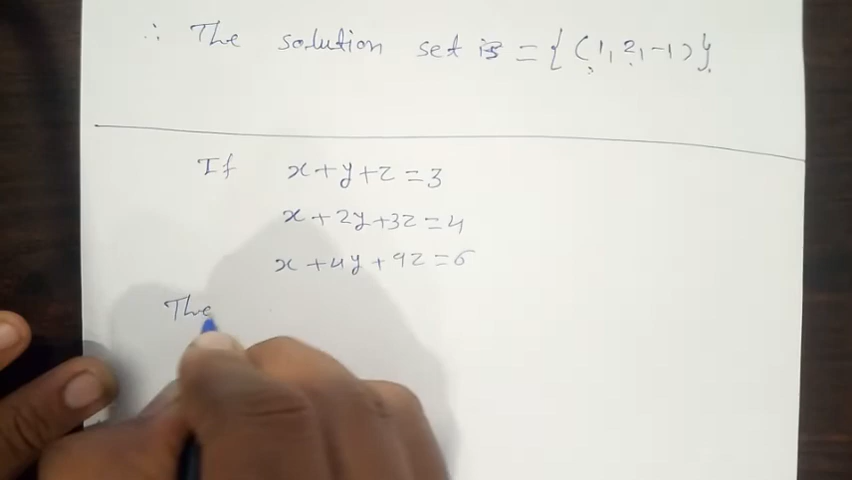 ∴ The solution set is = {(1, 2, -1)}
If x+y+z=3
x+2y+3z=4
x+4y+9z=6
The